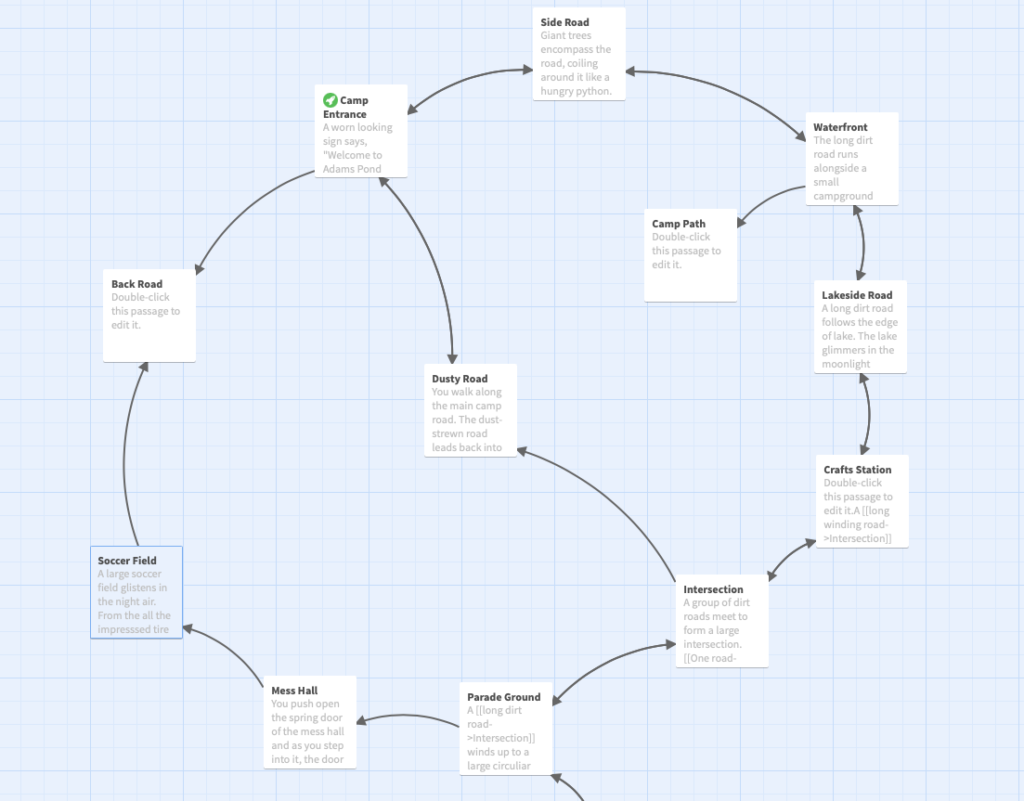 Side Road
Giant trees
encompass the
road, coiling
around it like a
hungry python.
Camp
Entrance
A worn looking
sign says,
"Welcome to
Adams Pond
Waterfront
The long dirt
road runs
alongside a
small
campground
Camp Path
Double-click
this passage to
edit it.
Back Road
Double-click
this passage to
edit it.
Lakeside Road
A long dirt road
follows the edge
of lake. The lake
glimmers in the
moonlight
Dusty Road
You walk along
the main camp
road. The dust-
strewn road
leads back into
Crafts Station
Double-click
this passage to
edit it.A [[long
winding road-
>Intersection]]
Soccer Field
A large soccer
field glistens in
the night air.
From the all the
impresssed tire
Intersection
A group of dirt
roads meet to
form a large
intersection.
[[One road-
Mess Hall
You push open
the spring door
of the mess hall
and as you step
into it, the door
Parade Ground
A [[long dirt
road-
>Intersection]]
winds up to a
large circuliar